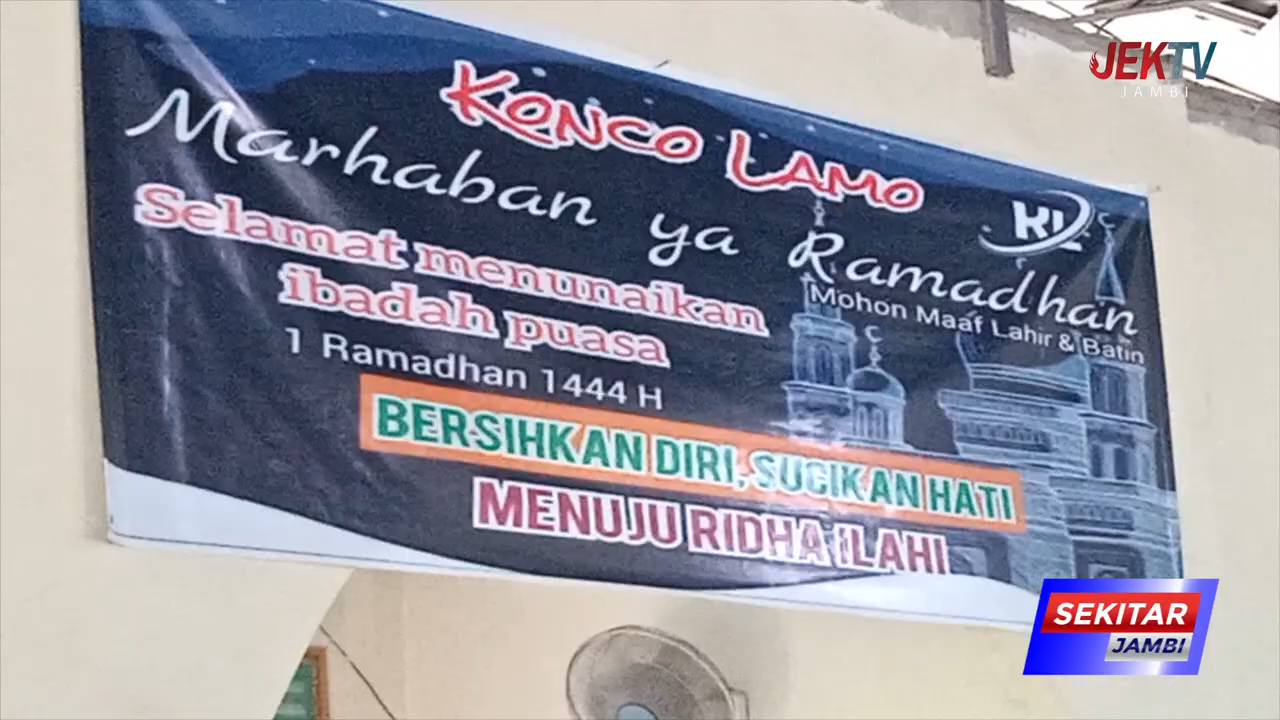 JEKTV
JAMBI
KONCO LAMO
Marhaban ya Ramadhan
KL
Mohon Maaf Lahir & Batin
Selamat menunaikan
ibadah puasa
1 Ramadhan 1444 H
BERSIHKAN DIRI, SUCIKAN HATI
MENUJU RIDHA ILAHI
SEKITAR
JAMBI